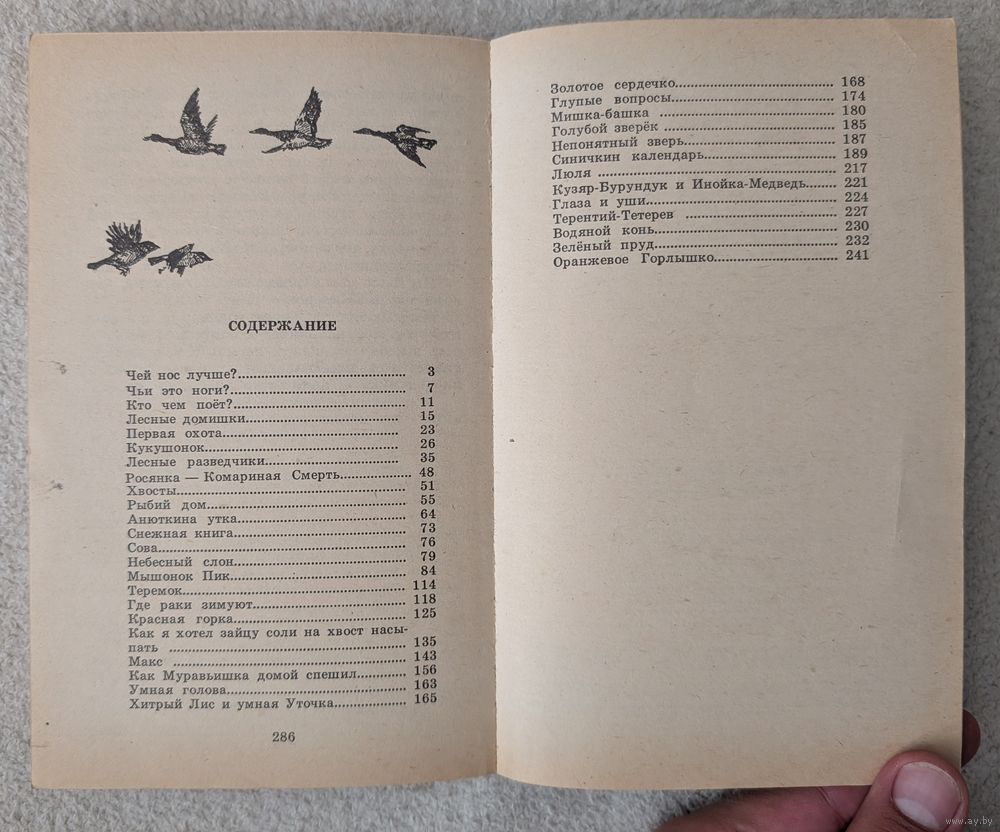 СОДЕРЖАНИЕ
Чей нос лучше?........ 3
Чьи это ноги?........ 7
Кто чем поёт?........ 11
Лесные домишки........ 15
Первая охота........ 23
Кукушонок........ 26
Лесные разведчики........ 35
Росянка — Комариная Смерть........ 48
Хвосты........ 51
Рыбий дом........ 55
Анюткина утка........ 64
Снежная книга........ 73
Сова........ 76
Небесный слон........ 79
Мышонок Пик........ 84
Теремок........ 114
Где раки зимуют........ 118
Красная горка........ 125
Как я хотел зайцу соли на хвост насы-
пать ........ 135
Макс ........ 143
Как Муравьишка домой спешил........ 156
Умная голова........ 163
Хитрый Лис и умная Уточка........ 165
286
Золотое сердечко........ 168
Глупые вопросы........ 174
Мишка-башка ........ 180
Голубой зверёк ........ 185
Непонятный зверь........ 187
Синичкин календарь........ 189
Люля ........ 217
Кузяр-Бурундук и Инойка-Медведь........ 221
Глаза и уши........ 224
Терентий-Тетерев ........ 227
Водяной конь........ 230
Зелёный пруд........ 232
Оранжевое Горлышко........ 241
www.ay.by